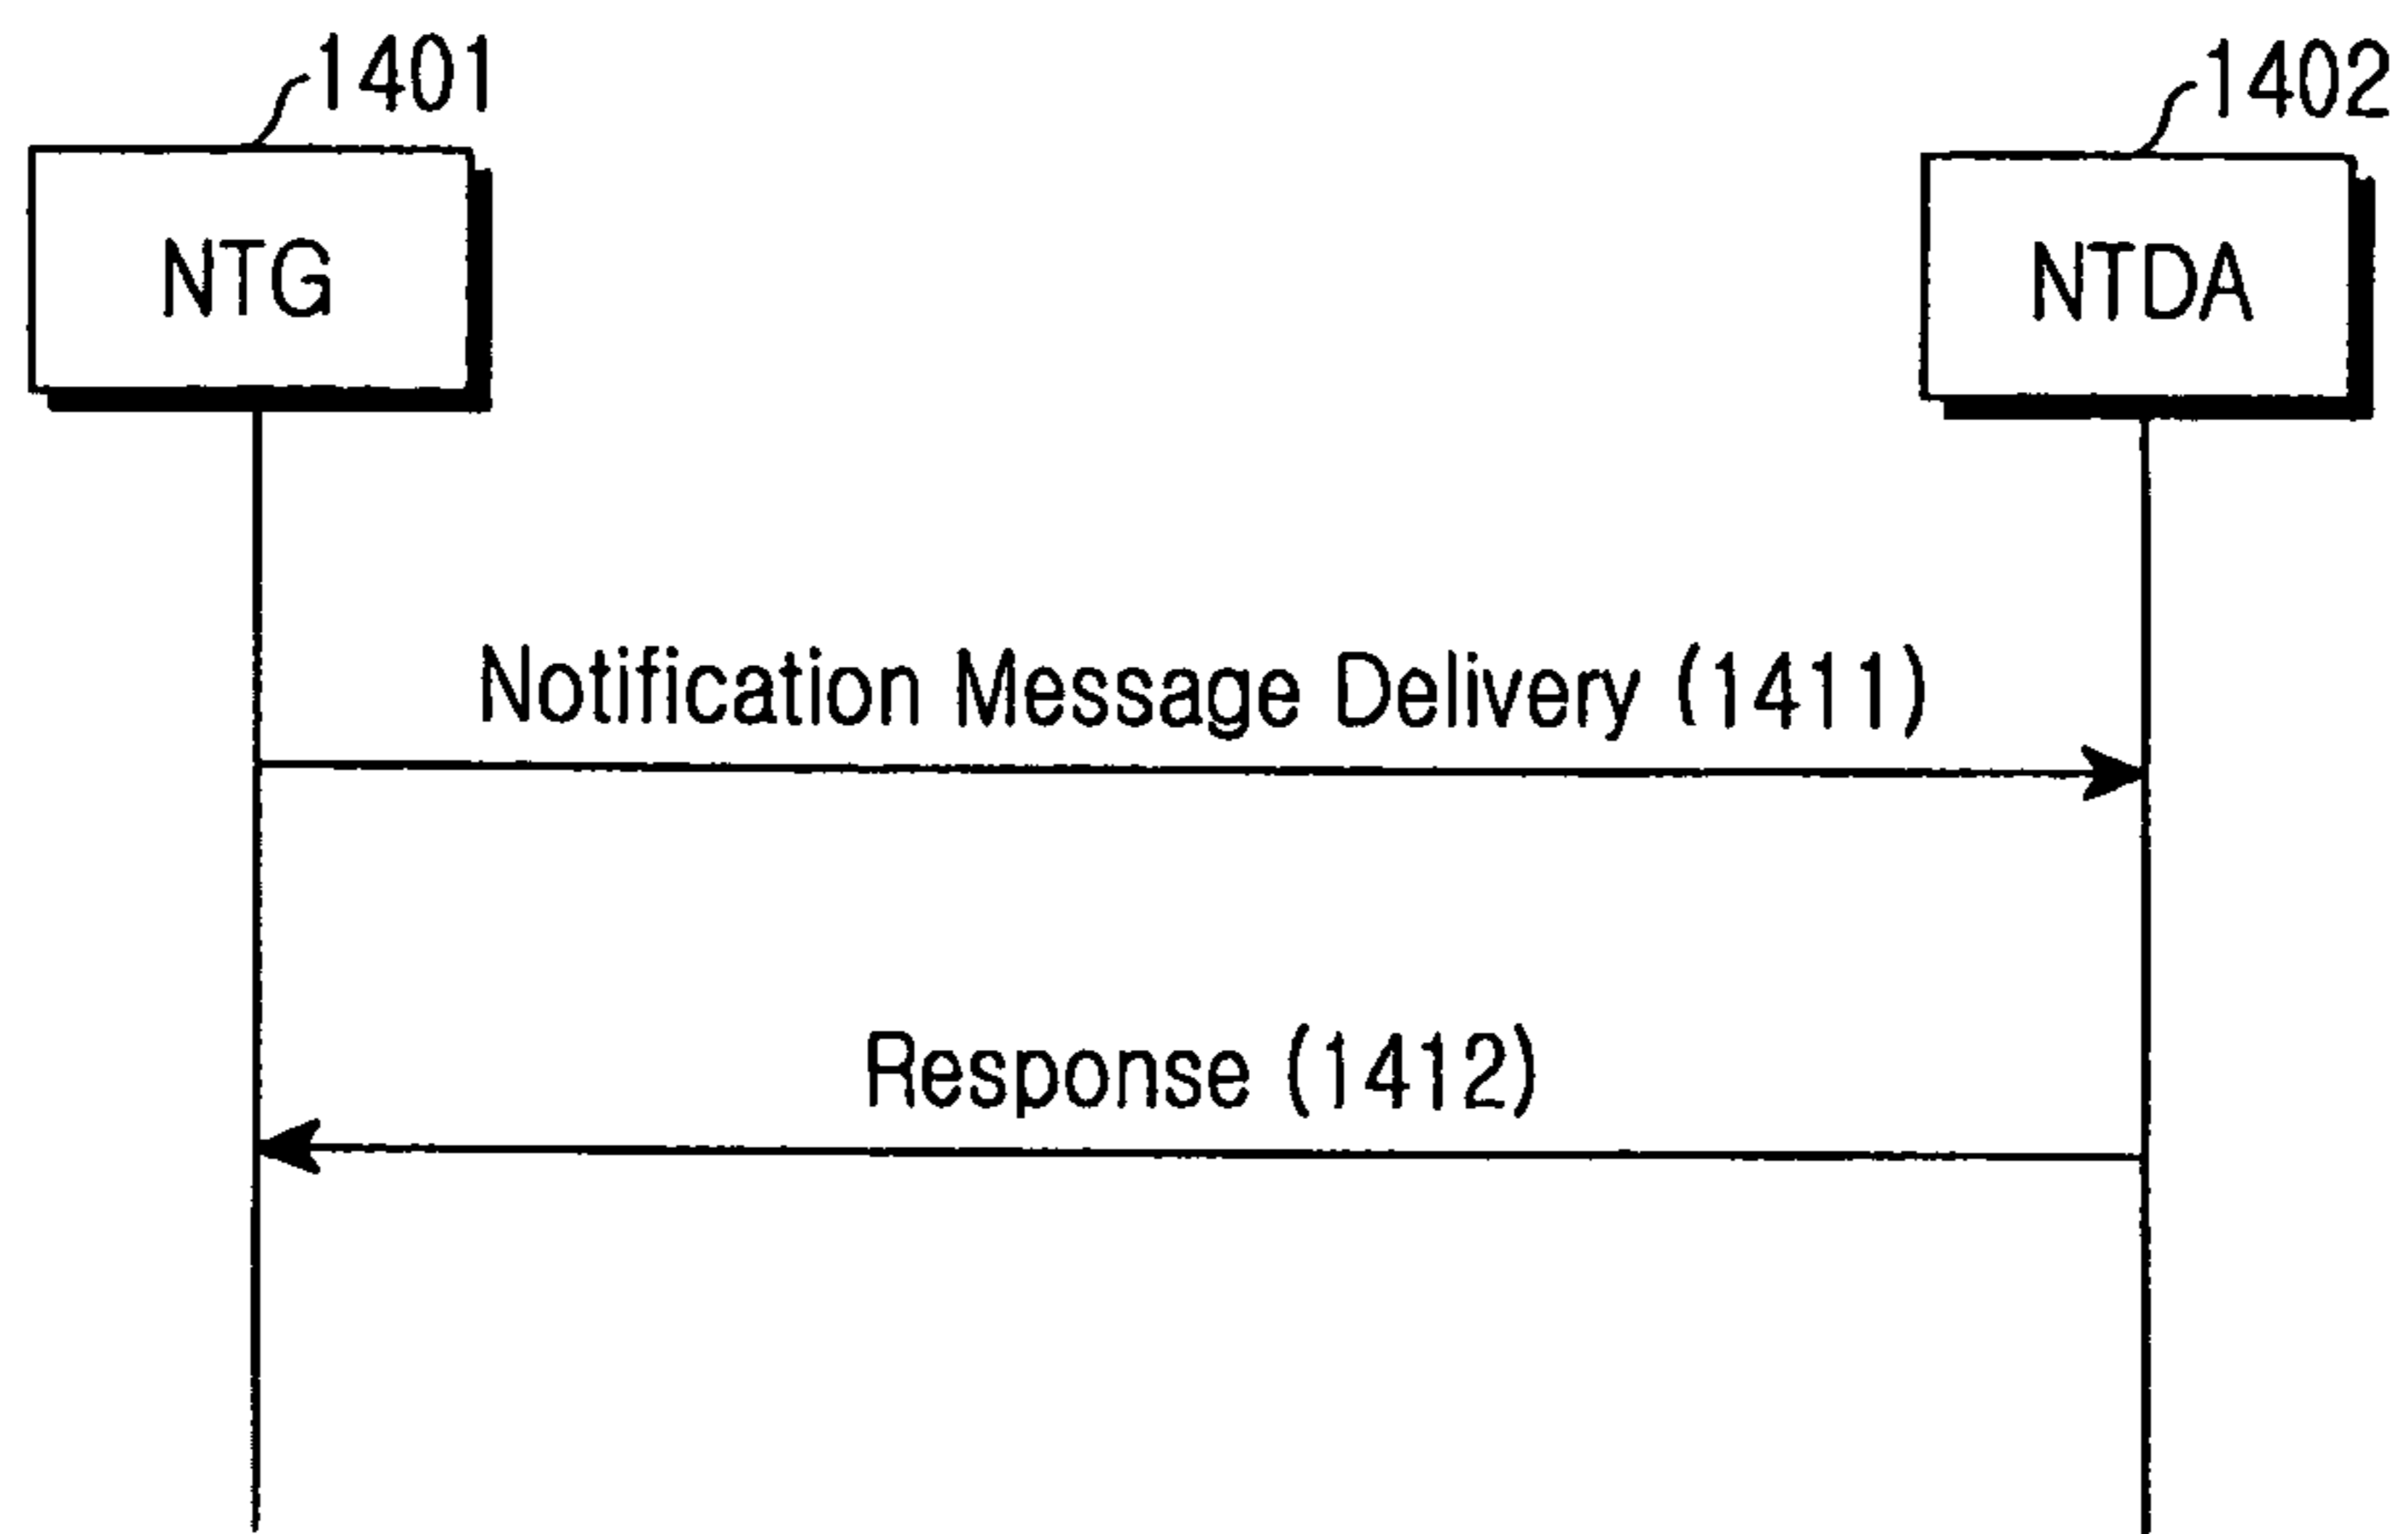 1401
1402
NTG
NTDA
Notification Message Delivery (1411)
Response (1412)